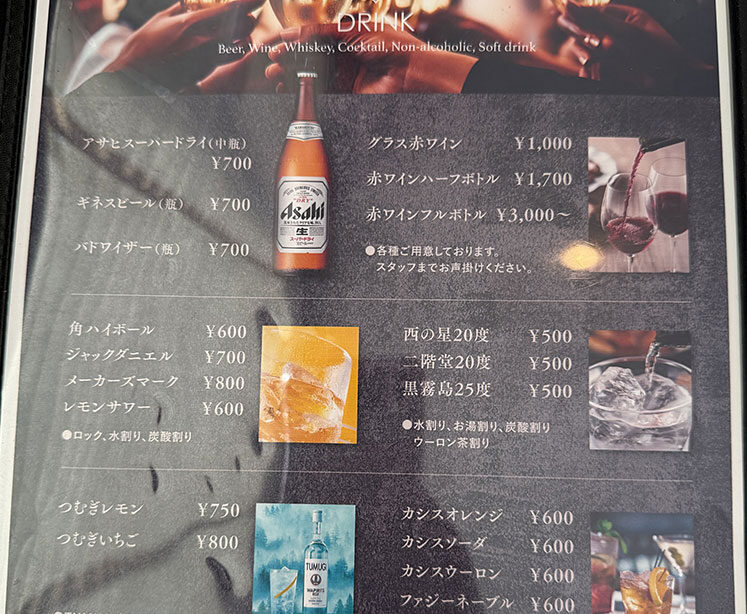 DRINK
Beer, Wine, Whiskey, Cocktail, Non-alcoholic, Soft drink
アサヒスーパードライ(中瓶)
¥700
ギネスビール(瓶) ¥700
バドワイザー(瓶) ¥700
"DRY"
Asahi
生
スーパードライ
グラス赤ワイン ¥1,000
赤ワインハーフボトル ¥1,700
赤ワインフルボトル ¥3,000〜
●各種ご用意しております。
スタッフまでお声掛けください。
角ハイボール ¥600
ジャックダニエル ¥700
メーカーズマーク ¥800
レモンサワー ¥600
●ロック、水割り、炭酸割り
西の星20度 ¥500
二階堂20度 ¥500
黒霧島25度 ¥500
●水割り、お湯割り、炭酸割り
ウーロン茶割り
つむぎレモン ¥750
つむぎいちご ¥800
TUMUGI
カシスオレンジ ¥600
カシスソーダ ¥600
カシスウーロン ¥600
ファジーネーブル ¥600